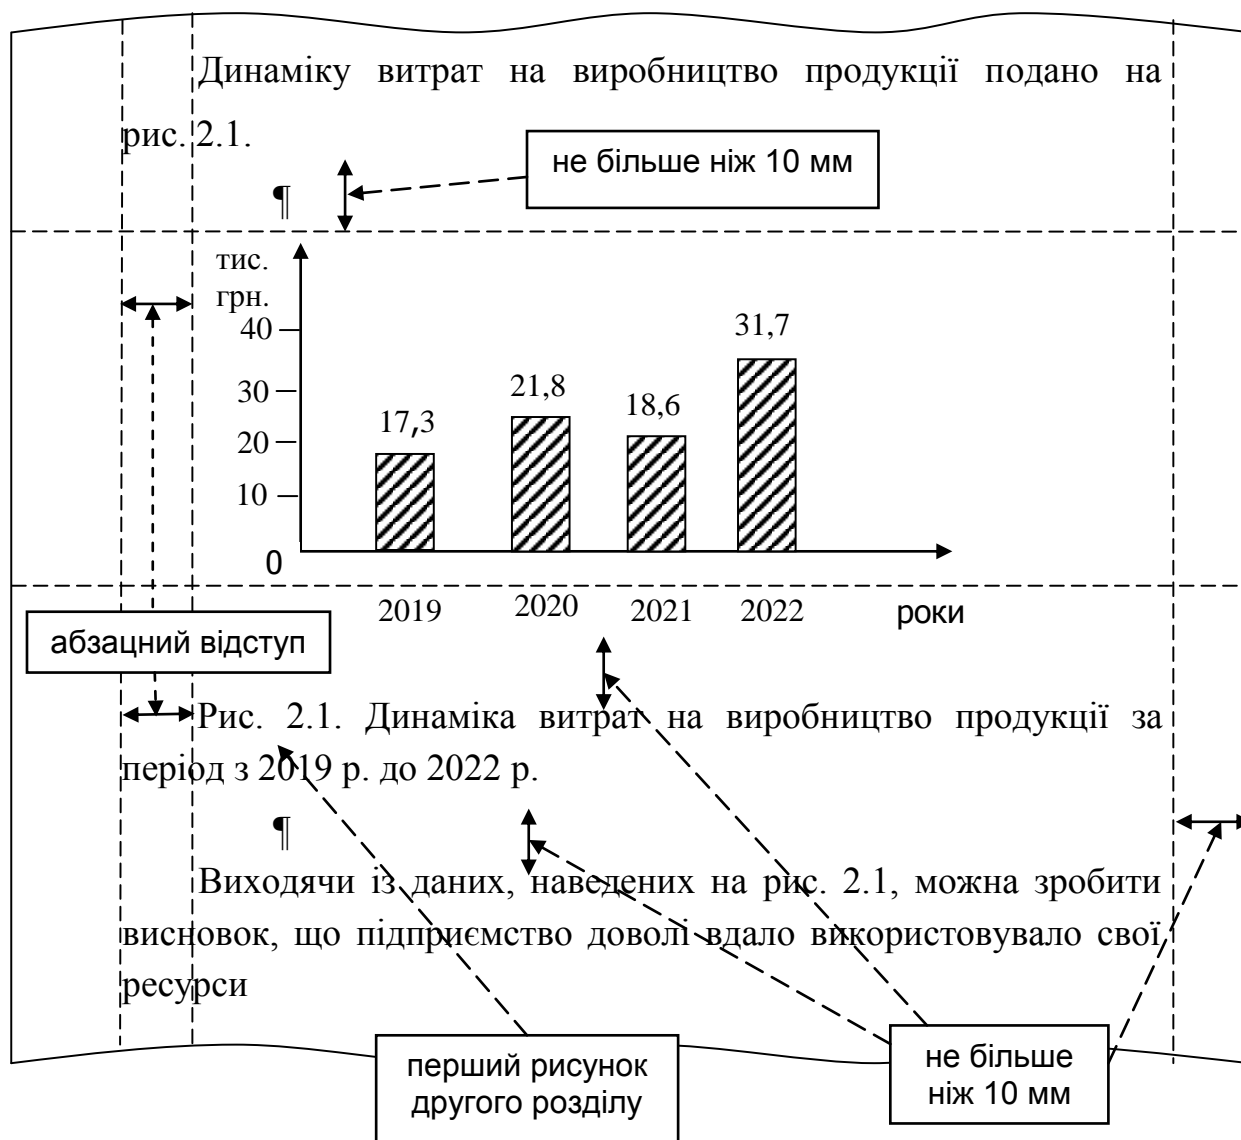 Динаміку витрат на виробництво продукції подано на
рис. 2.1.
не більше ніж 10 мм
¶
тис.
грн.
40
30
20
10
0
17,3
21,8
18,6
31,7
2019
2020
2021
2022
роки
абзацний відступ
Рис. 2.1. Динаміка витрат на виробництво продукції за
період з 2019 р. до 2022 р.
¶
Виходячи із даних, наведених на рис. 2.1, можна зробити
висновок, що підприємство доволі вдало використовувало свої
ресурси
перший рисунок
другого розділу
не більше
ніж 10 мм